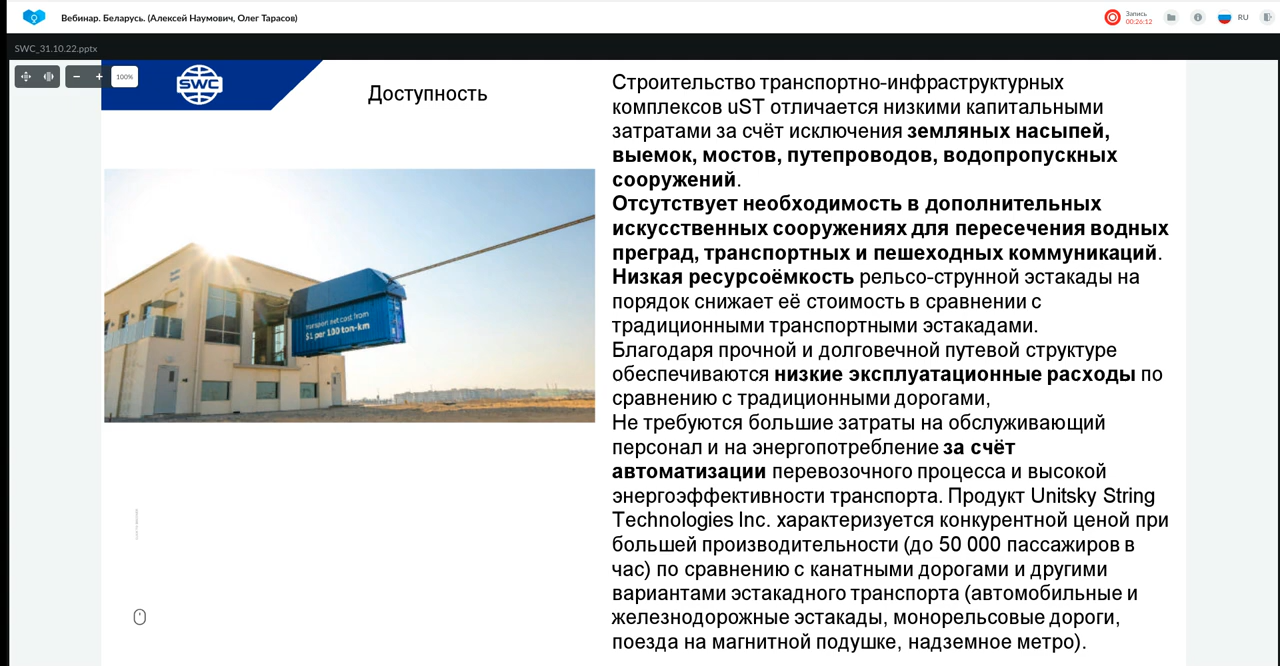 Вебинар. Беларусь. (Алексей Наумович, Олег Тарасов)
Запись
00:26:12
RU
SWC_31.10.22.pptx
100%
SWC
Доступность
transport net cost from
$1 per 100 ton-km
Строительство транспортно-инфраструктурных
комплексов uST отличается низкими капитальными
затратами за счёт исключения земляных насыпей,
выемок, мостов, путепроводов, водопропускных
сооружений.
Отсутствует необходимость в дополнительных
искусственных сооружениях для пересечения водных
преград, транспортных и пешеходных коммуникаций.
Низкая ресурсоёмкость рельсо-струнной эстакады на
порядок снижает её стоимость в сравнении с
традиционными транспортными эстакадами.
Благодаря прочной и долговечной путевой структуре
обеспечиваются низкие эксплуатационные расходы по
сравнению с традиционными дорогами,
Не требуются большие затраты на обслуживающий
персонал и на энергопотребление за счёт
автоматизации перевозочного процесса и высокой
энергоэффективности транспорта. Продукт Unitsky String
Technologies Inc. характеризуется конкурентной ценой при
большей производительности (до 50 000 пассажиров в
час) по сравнению с канатными дорогами и другими
вариантами эстакадного транспорта (автомобильные и
железнодорожные эстакады, монорельсовые дороги,
поезда на магнитной подушке, надземное метро).